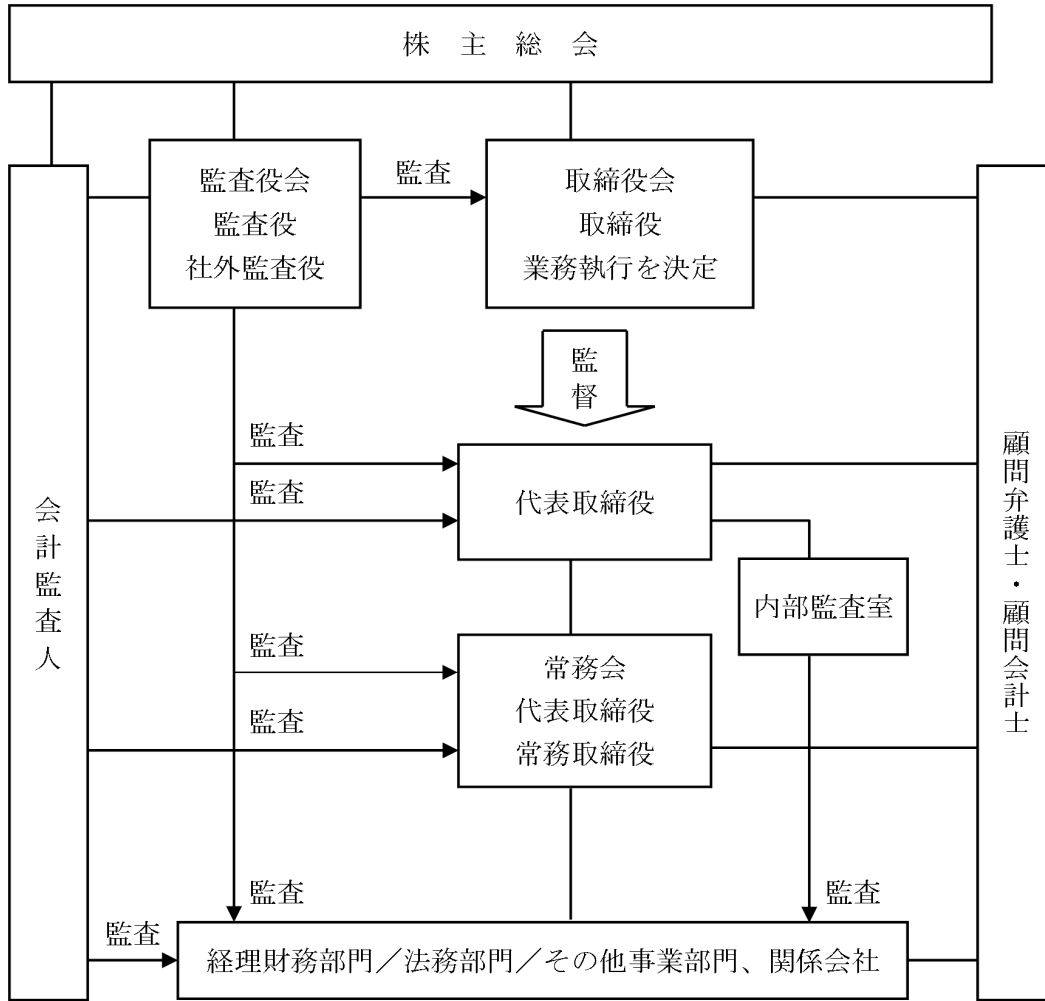 株主総会
監査役会
監査役
社外監査役
監査
取締役会
取締役
業務執行を決定
監督
監査
監査
代表取締役
内部監査室
監査
監査
常務会
代表取締役
常務取締役
会計監査人
顧問弁護士・顧問会計士
監査
監査
監査
経理財務部門／法務部門／その他事業部門、関係会社